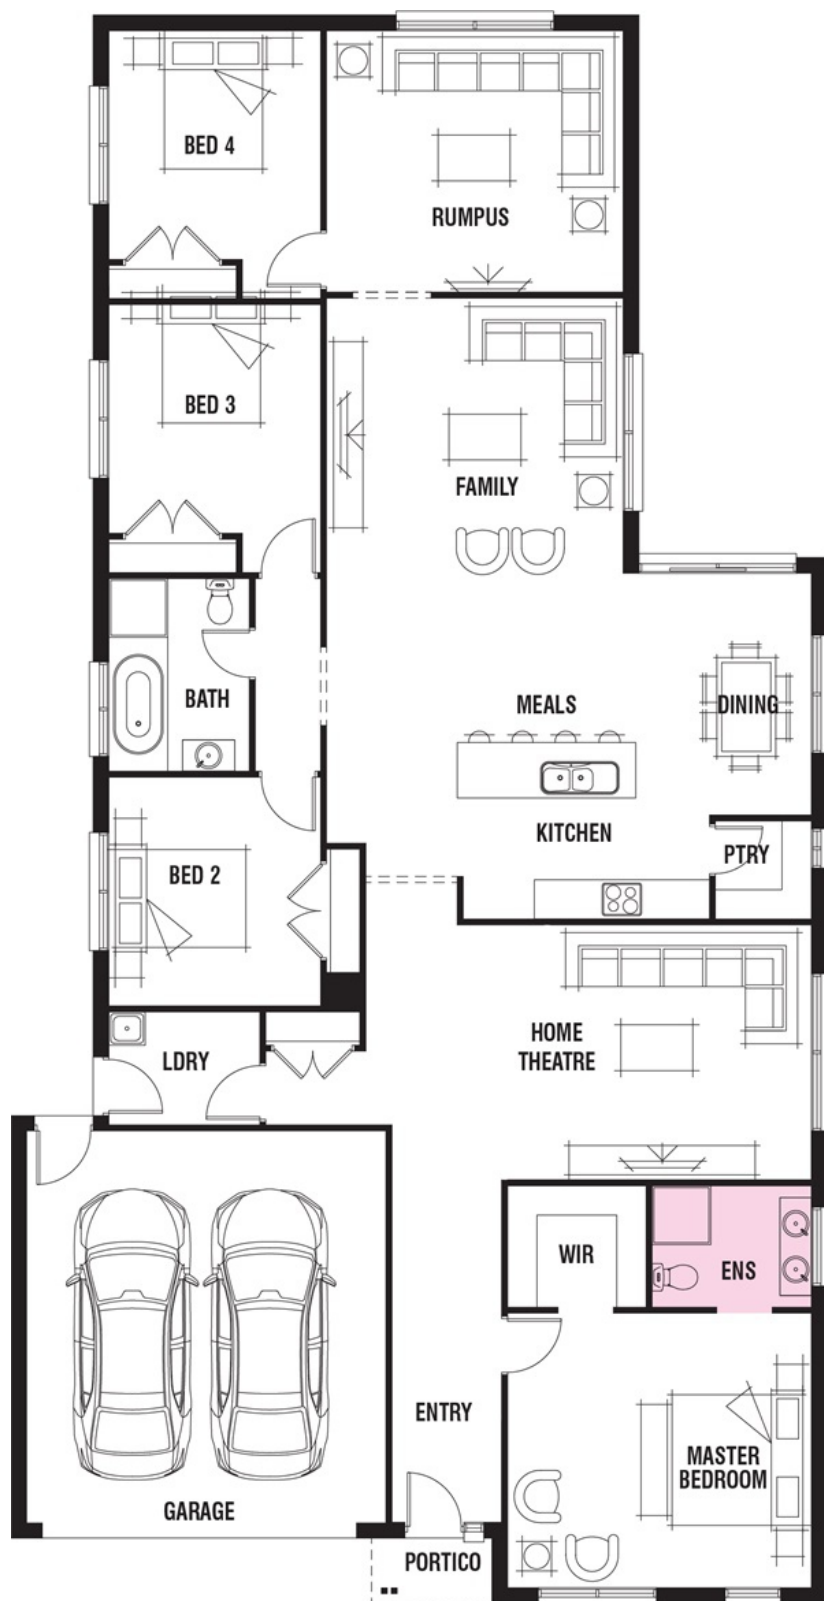 BED 4
RUMPUS
BED 3
FAMILY
BATH
MEALS
DINING
KITCHEN
PTRY
BED 2
HOME
THEATRE
LDRY
WIR
ENS
ENTRY
MASTER
BEDROOM
GARAGE
PORTICO